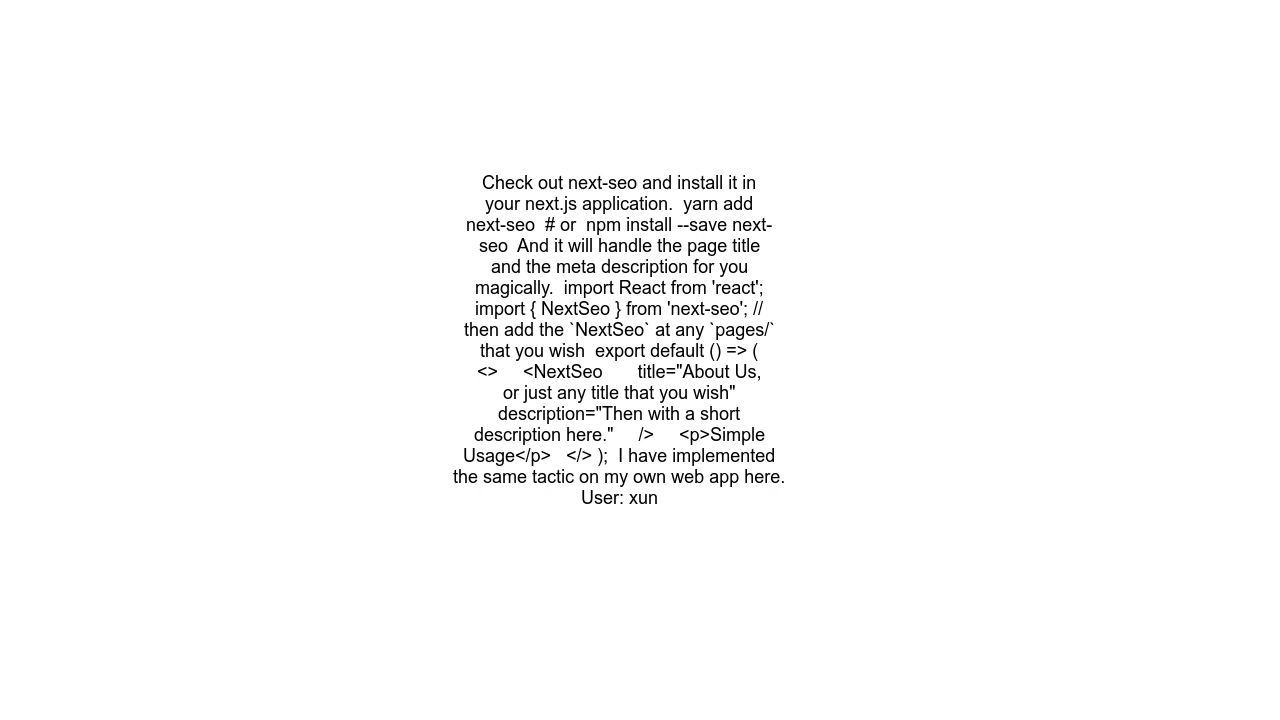 Check out next-seo and install it in
your next.js application.  yarn add
next-seo  # or  npm install --save next-
seo  And it will handle the page title
and the meta description for you
magically.  import React from 'react';
import { NextSeo } from 'next-seo'; //
then add the `NextSeo` at any `pages/`
that you wish  export default () => (
<>     <NextSeo       title="About Us,
or just any title that you wish"
description="Then with a short
description here."     />     <p>Simple
Usage</p>   </> );  I have implemented
the same tactic on my own web app here.
User: xun